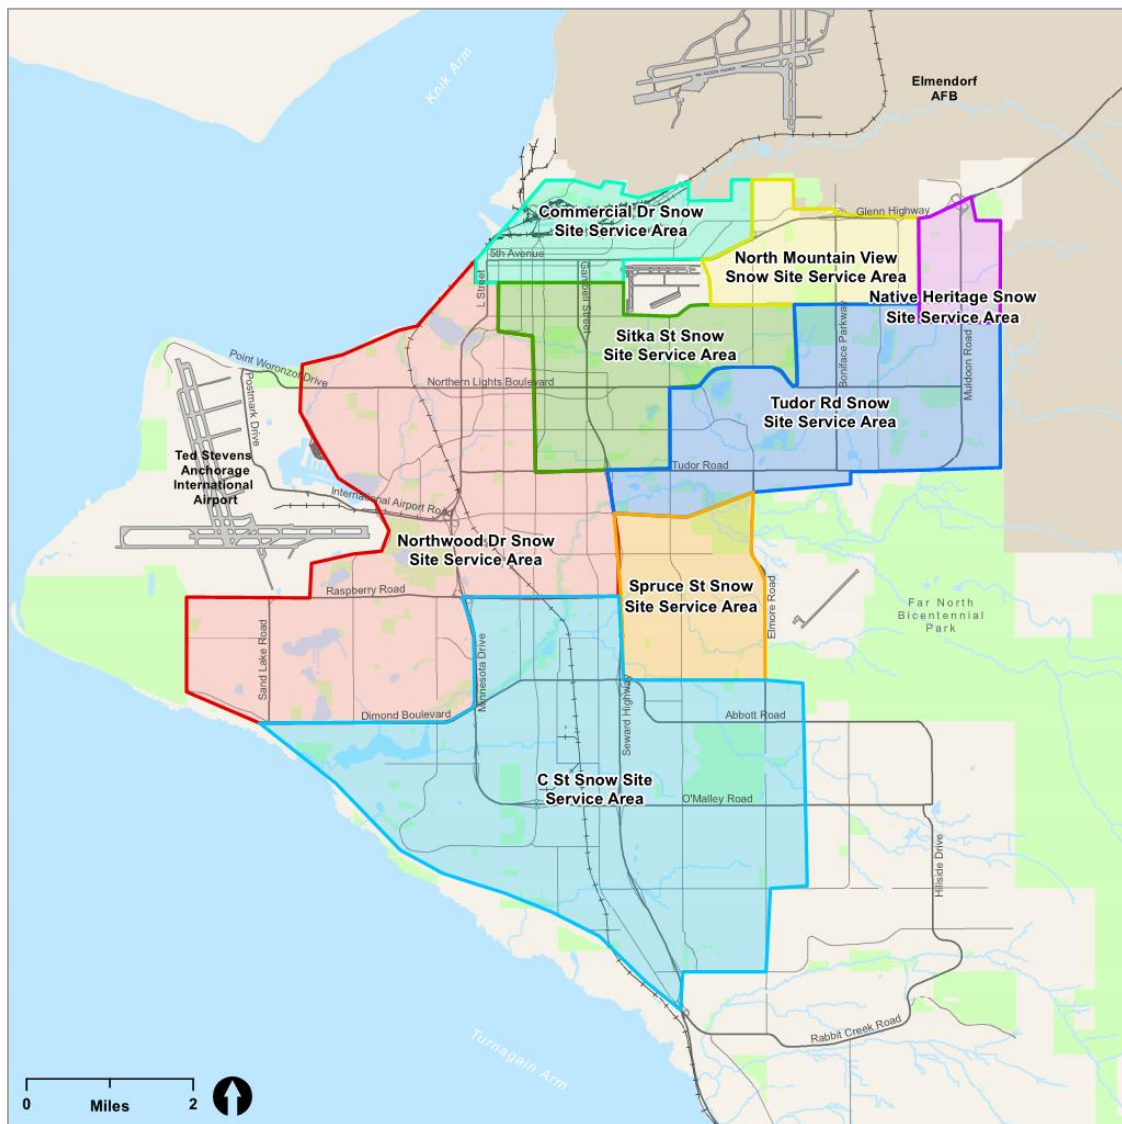 Knik Arm
Elmendorf
AFB
Commercial Dr Snow
Site Service Area
Glenn Highway
5th Avenue
North Mountain View
Snow Site Service Area
L Street
Gambell Street
Native Heritage Snow
Site Service Area
Sitka St Snow
Site Service Area
Boniface Parkway
Muldoon Road
Point Woronzof Drive
Postmark Drive
Northern Lights Boulevard
Tudor Rd Snow
Site Service Area
Ted Stevens
Anchorage
International
Airport
Tudor Road
International Airport Road
Northwood Dr Snow
Site Service Area
Raspberry Road
Spruce St Snow
Site Service Area
Elmore Road
Far North
Bicentennial
Park
Sand Lake Road
Minnesota Drive
Seward Highway
Dimond Boulevard
Abbott Road
C St Snow Site
Service Area
O'Malley Road
Hillside Drive
Rabbit Creek Road
Turnagain Arm
0 Miles 2